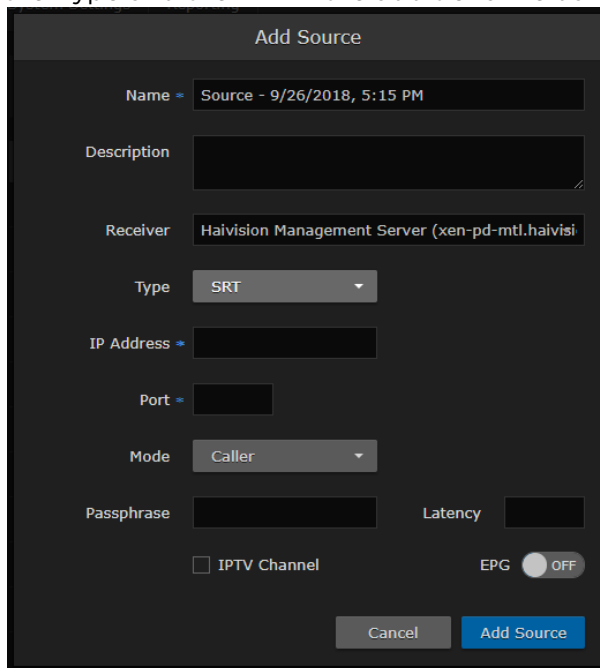 Add Source
Name * Source - 9/26/2018, 5:15 PM
Description
Receiver Haivision Management Server (xen-pd-mtl.haivisi
Type SRT
IP Address *
Port *
Mode Caller
Passphrase Latency
IPTV Channel EPG OFF
Cancel Add Source